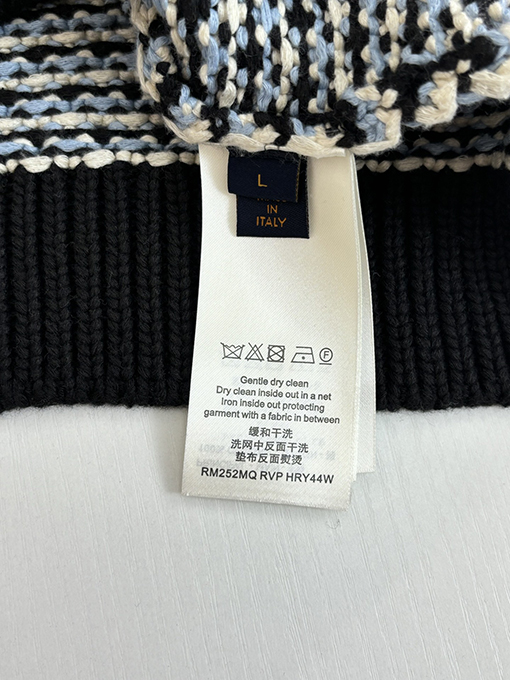 L
IN
ITALY
Gentle dry clean
Dry clean inside out in a net
Iron inside out protecting
garment with a fabric in between
缓和干洗
洗网中反面干洗
垫布反面熨烫
RM252MQ RVP HRY44W